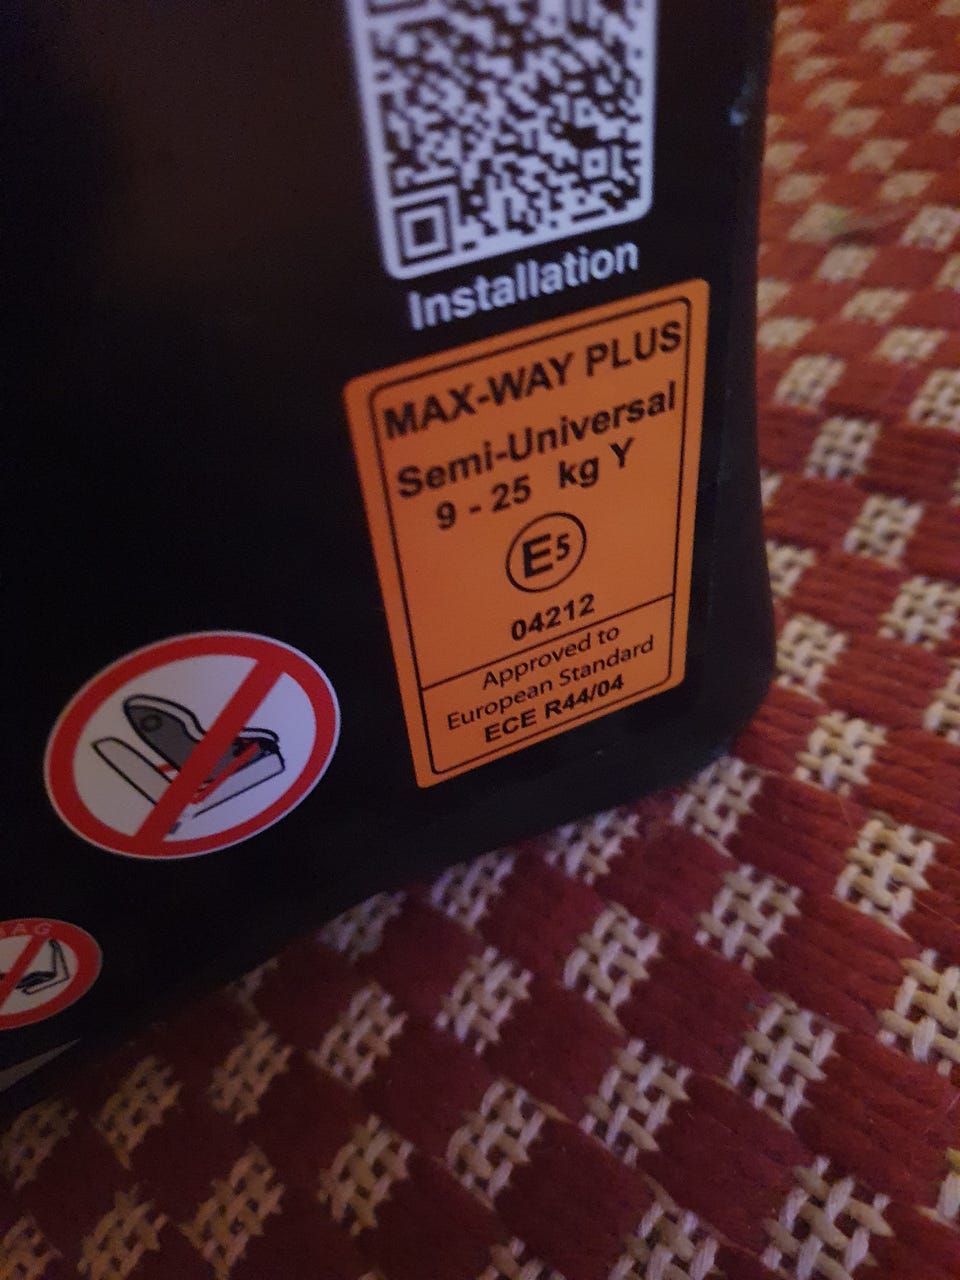 Installation
MAX-WAY PLUS
Semi-Universal
9 - 25 kg Y
E5
04212
Approved to
European Standard
ECE R44/04